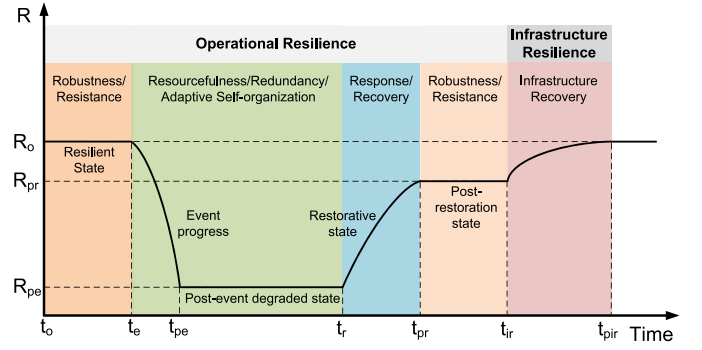 R
Operational Resilience
Infrastructure
Resilience
Robustness/
Resistance
Resourcefulness/Redundancy/
Adaptive Self-organization
Response/
Recovery
Robustness/
Resistance
Infrastructure
Recovery
Ro
Resilient
State
Rpr
Event
progress
Restorative
state
Post-
restoration
state
Rpe
Post-event degraded state
to
te
tpe
tr
tpr
tir
tpir
Time